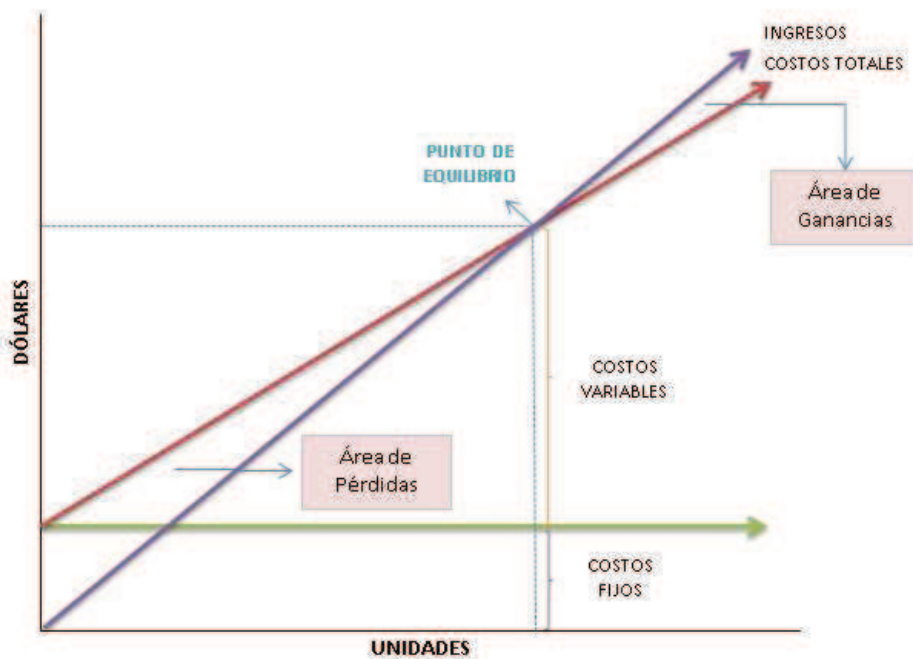 INGRESOS
COSTOS TOTALES
PUNTO DE
EQUILIBRIO
Área de
Ganancias
DÓLARES
COSTOS
VARIABLES
Área de
Pérdidas
COSTOS
FIJOS
UNIDADES